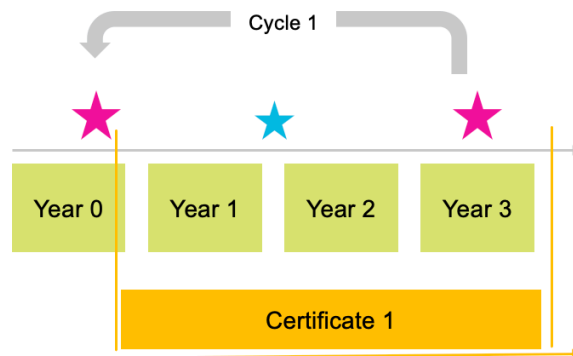 Cycle 1
Year 0
Year 1
Year 2
Year 3
Certificate 1